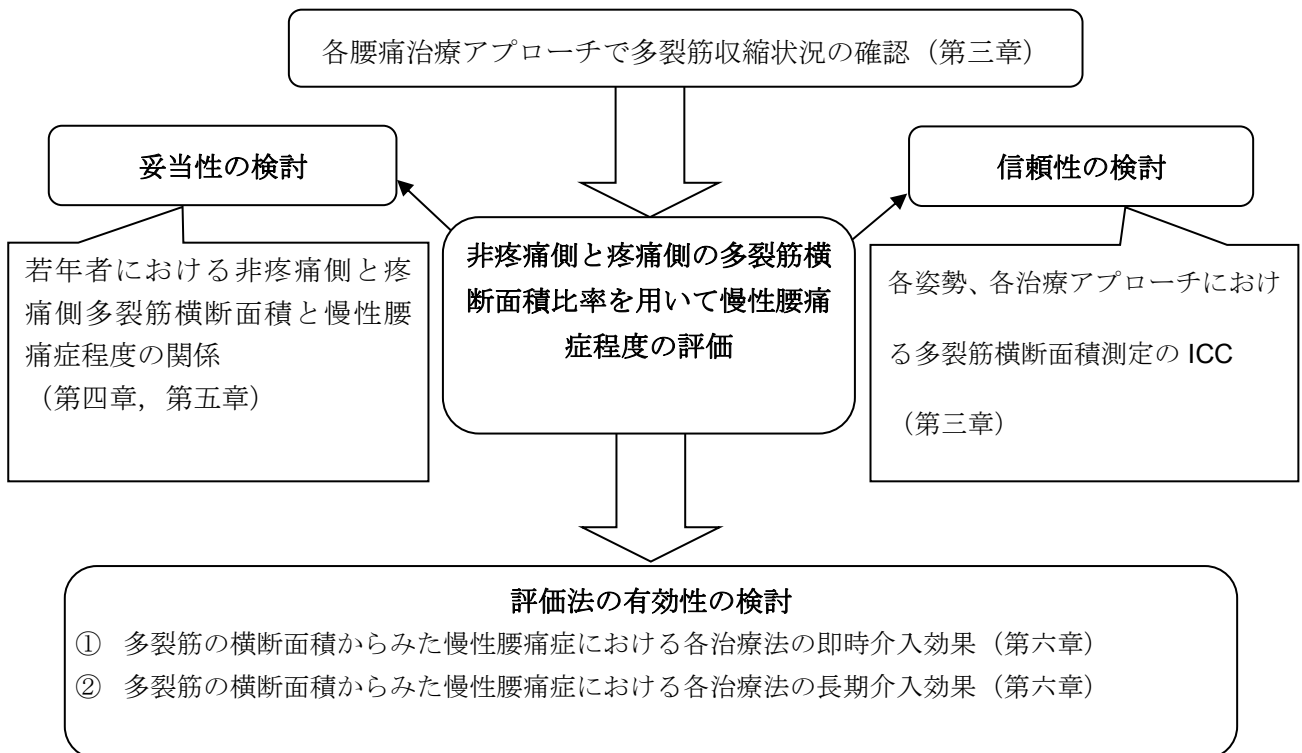 各腰痛治療アプローチで多裂筋収縮状況の確認（第三章）
妥当性の検討
信頼性の検討
若年者における非疼痛側と疼
痛側多裂筋横断面積と慢性腰
痛症程度の関係
（第四章，第五章）
非疼痛側と疼痛側の多裂筋横
断面積比率を用いて慢性腰痛
症程度の評価
各姿勢、各治療アプローチにおけ
る多裂筋横断面積測定の ICC
（第三章）
評価法の有効性の検討
① 多裂筋の横断面積からみた慢性腰痛症における各治療法の即時介入効果（第六章）
② 多裂筋の横断面積からみた慢性腰痛症における各治療法の長期介入効果（第六章）